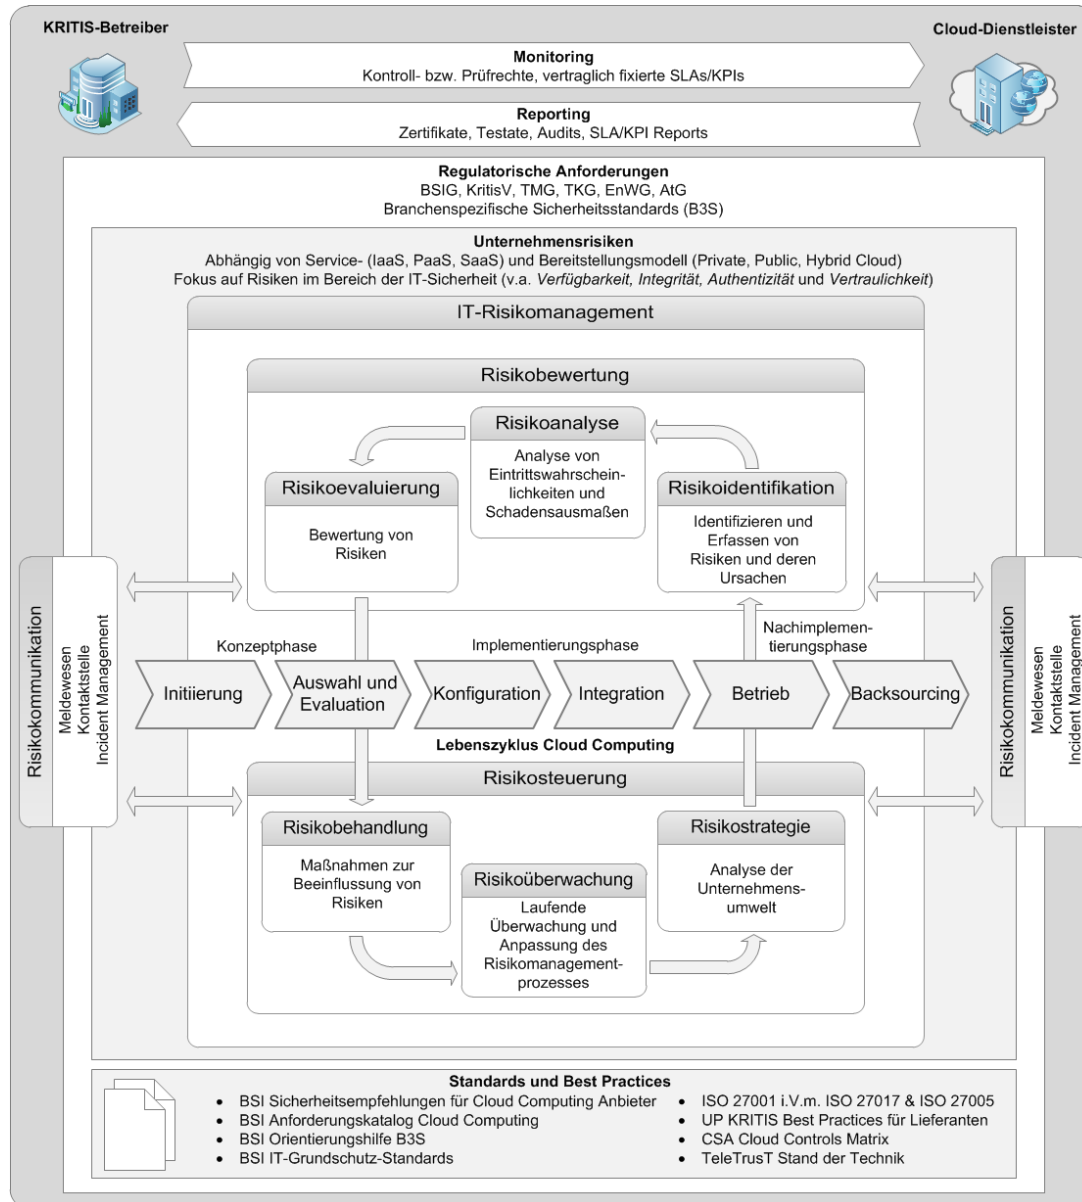 KRITIS-Betreiber
Cloud-Dienstleister
Monitoring
Kontroll- bzw. Prüfrechte, vertraglich fixierte SLAs/KPIs
Reporting
Zertifikate, Testate, Audits, SLA/KPI Reports
Regulatorische Anforderungen
BSIG, KritisV, TMG, TKG, EnWG, AtG
Branchenspezifische Sicherheitsstandards (B3S)
Unternehmensrisiken
Abhängig von Service- (IaaS, PaaS, SaaS) und Bereitstellungsmodell (Private, Public, Hybrid Cloud)
Fokus auf Risiken im Bereich der IT-Sicherheit (v.a. Verfügbarkeit, Integrität, Authentizität und Vertraulichkeit)
IT-Risikomanagement
Risikobewertung
Risikoanalyse
Analyse von
Eintrittswahrschein-
lichkeiten und
Schadensausmaßen
Risikoevaluierung
Bewertung von
Risiken
Risikoidentifikation
Identifizieren und
Erfassen von
Risiken und deren
Ursachen
Risikokommunikation
Meldewesen
Kontaktstelle
Incident Management
Konzeptphase
Implementierungsphase
Nachimplemen-
tierungsphase
Initiierung
Auswahl und
Evaluation
Konfiguration
Integration
Betrieb
Backsourcing
Lebenszyklus Cloud Computing
Risikokommunikation
Meldewesen
Kontaktstelle
Incident Management
Risikosteuerung
Risikobehandlung
Maßnahmen zur
Beeinflussung von
Risiken
Risikoüberwachung
Laufende
Überwachung und
Anpassung des
Risikomanagement-
prozesses
Risikostrategie
Analyse der
Unternehmens-
umwelt
Standards und Best Practices
• BSI Sicherheitsempfehlungen für Cloud Computing Anbieter
• BSI Anforderungskatalog Cloud Computing
• BSI Orientierungshilfe B3S
• BSI IT-Grundschutz-Standards
• ISO 27001 i.V.m. ISO 27017 & ISO 27005
• UP KRITIS Best Practices für Lieferanten
• CSA Cloud Controls Matrix
• TeleTrusT Stand der Technik